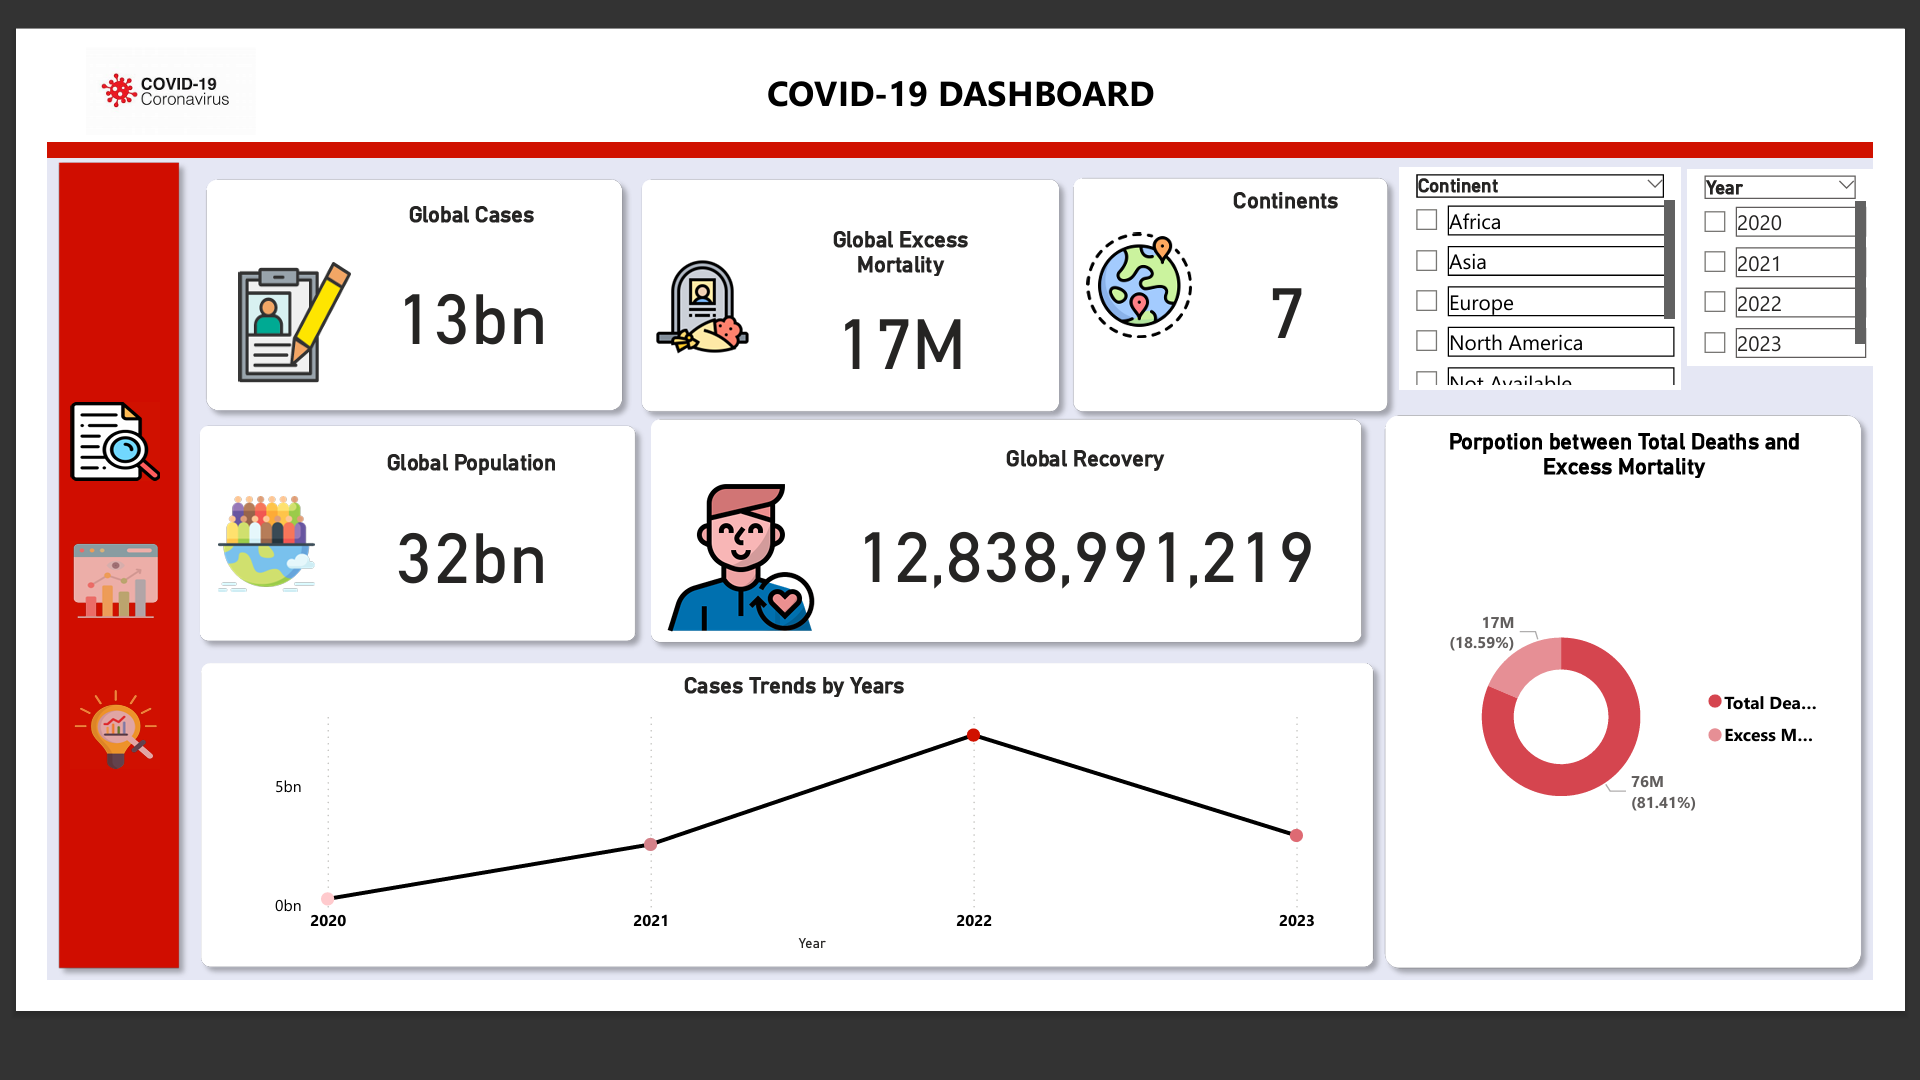 COVID-19
Coronavirus
COVID-19 DASHBOARD
Global Cases
13bn
Global Excess
Mortality
17M
Continents
7
Continent
Africa
Asia
Europe
North America
Not Available
Year
2020
2021
2022
2023
Global Population
32bn
Global Recovery
12,838,991,219
Porpotion between Total Deaths and
Excess Mortality
17M
(18.59%)
76M
(81.41%)
Total Dea...
Excess M...
Cases Trends by Years
5bn
0bn
2020
2021
2022
2023
Year